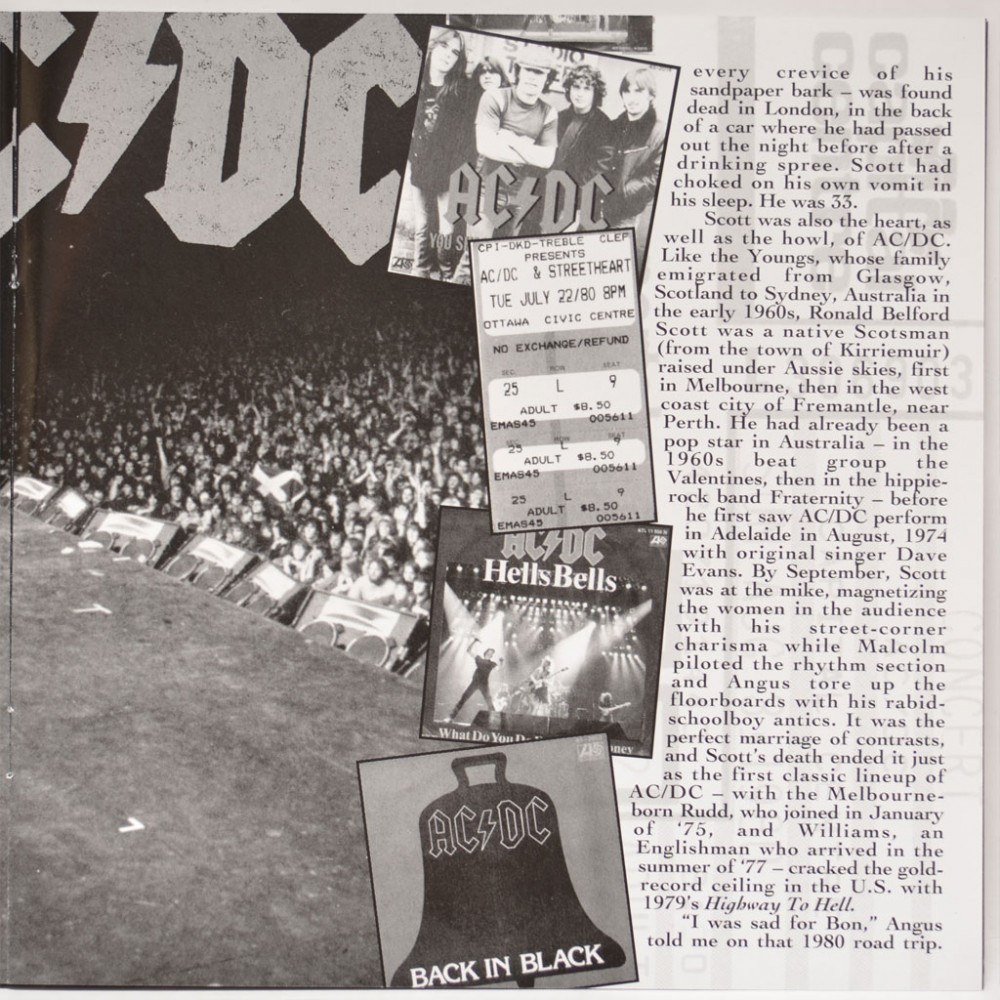 AC/DC
STUDIO
AC/DC
YOU S
CPI-DKD-TREBLE CLEF
PRESENTS
AC/DC & STREETHEART
TUE JULY 22/80 8PM
OTTAWA CIVIC CENTRE
NO EXCHANGE/REFUND
SEC ROW SEAT
25 L 9
ADULT $8.50
EMAS45 005611
SEC ROW SEAT
25 L 9
ADULT $8.50
EMAS45 005611
25 L 9
ADULT $8.50
EMAS45 005611
AC/DC
Hells Bells
What Do You Do
oney
AC/DC
BACK IN BLACK
every crevice of his
sandpaper bark – was found
dead in London, in the back
of a car where he had passed
out the night before after a
drinking spree. Scott had
choked on his own vomit in
his sleep. He was 33.
Scott was also the heart, as
well as the howl, of AC/DC.
Like the Youngs, whose family
emigrated from Glasgow,
Scotland to Sydney, Australia in
the early 1960s, Ronald Belford
Scott was a native Scotsman
(from the town of Kirriemuir)
raised under Aussie skies, first
in Melbourne, then in the west
coast city of Fremantle, near
Perth. He had already been a
pop star in Australia – in the
1960s beat group the
Valentines, then in the hippie-
rock band Fraternity – before
he first saw AC/DC perform
in Adelaide in August, 1974
with original singer Dave
Evans. By September, Scott
was at the mike, magnetizing
the women in the audience
with his street-corner
charisma while Malcolm
piloted the rhythm section
and Angus tore up the
floorboards with his rabid-
schoolboy antics. It was the
perfect marriage of contrasts,
and Scott's death ended it just
as the first classic lineup of
AC/DC – with the Melbourne-
born Rudd, who joined in January
of ‘75, and Williams, an
Englishman who arrived in the
summer of ‘77 – cracked the gold-
record ceiling in the U.S. with
1979's Highway To Hell.
“I was sad for Bon,” Angus
told me on that 1980 road trip.